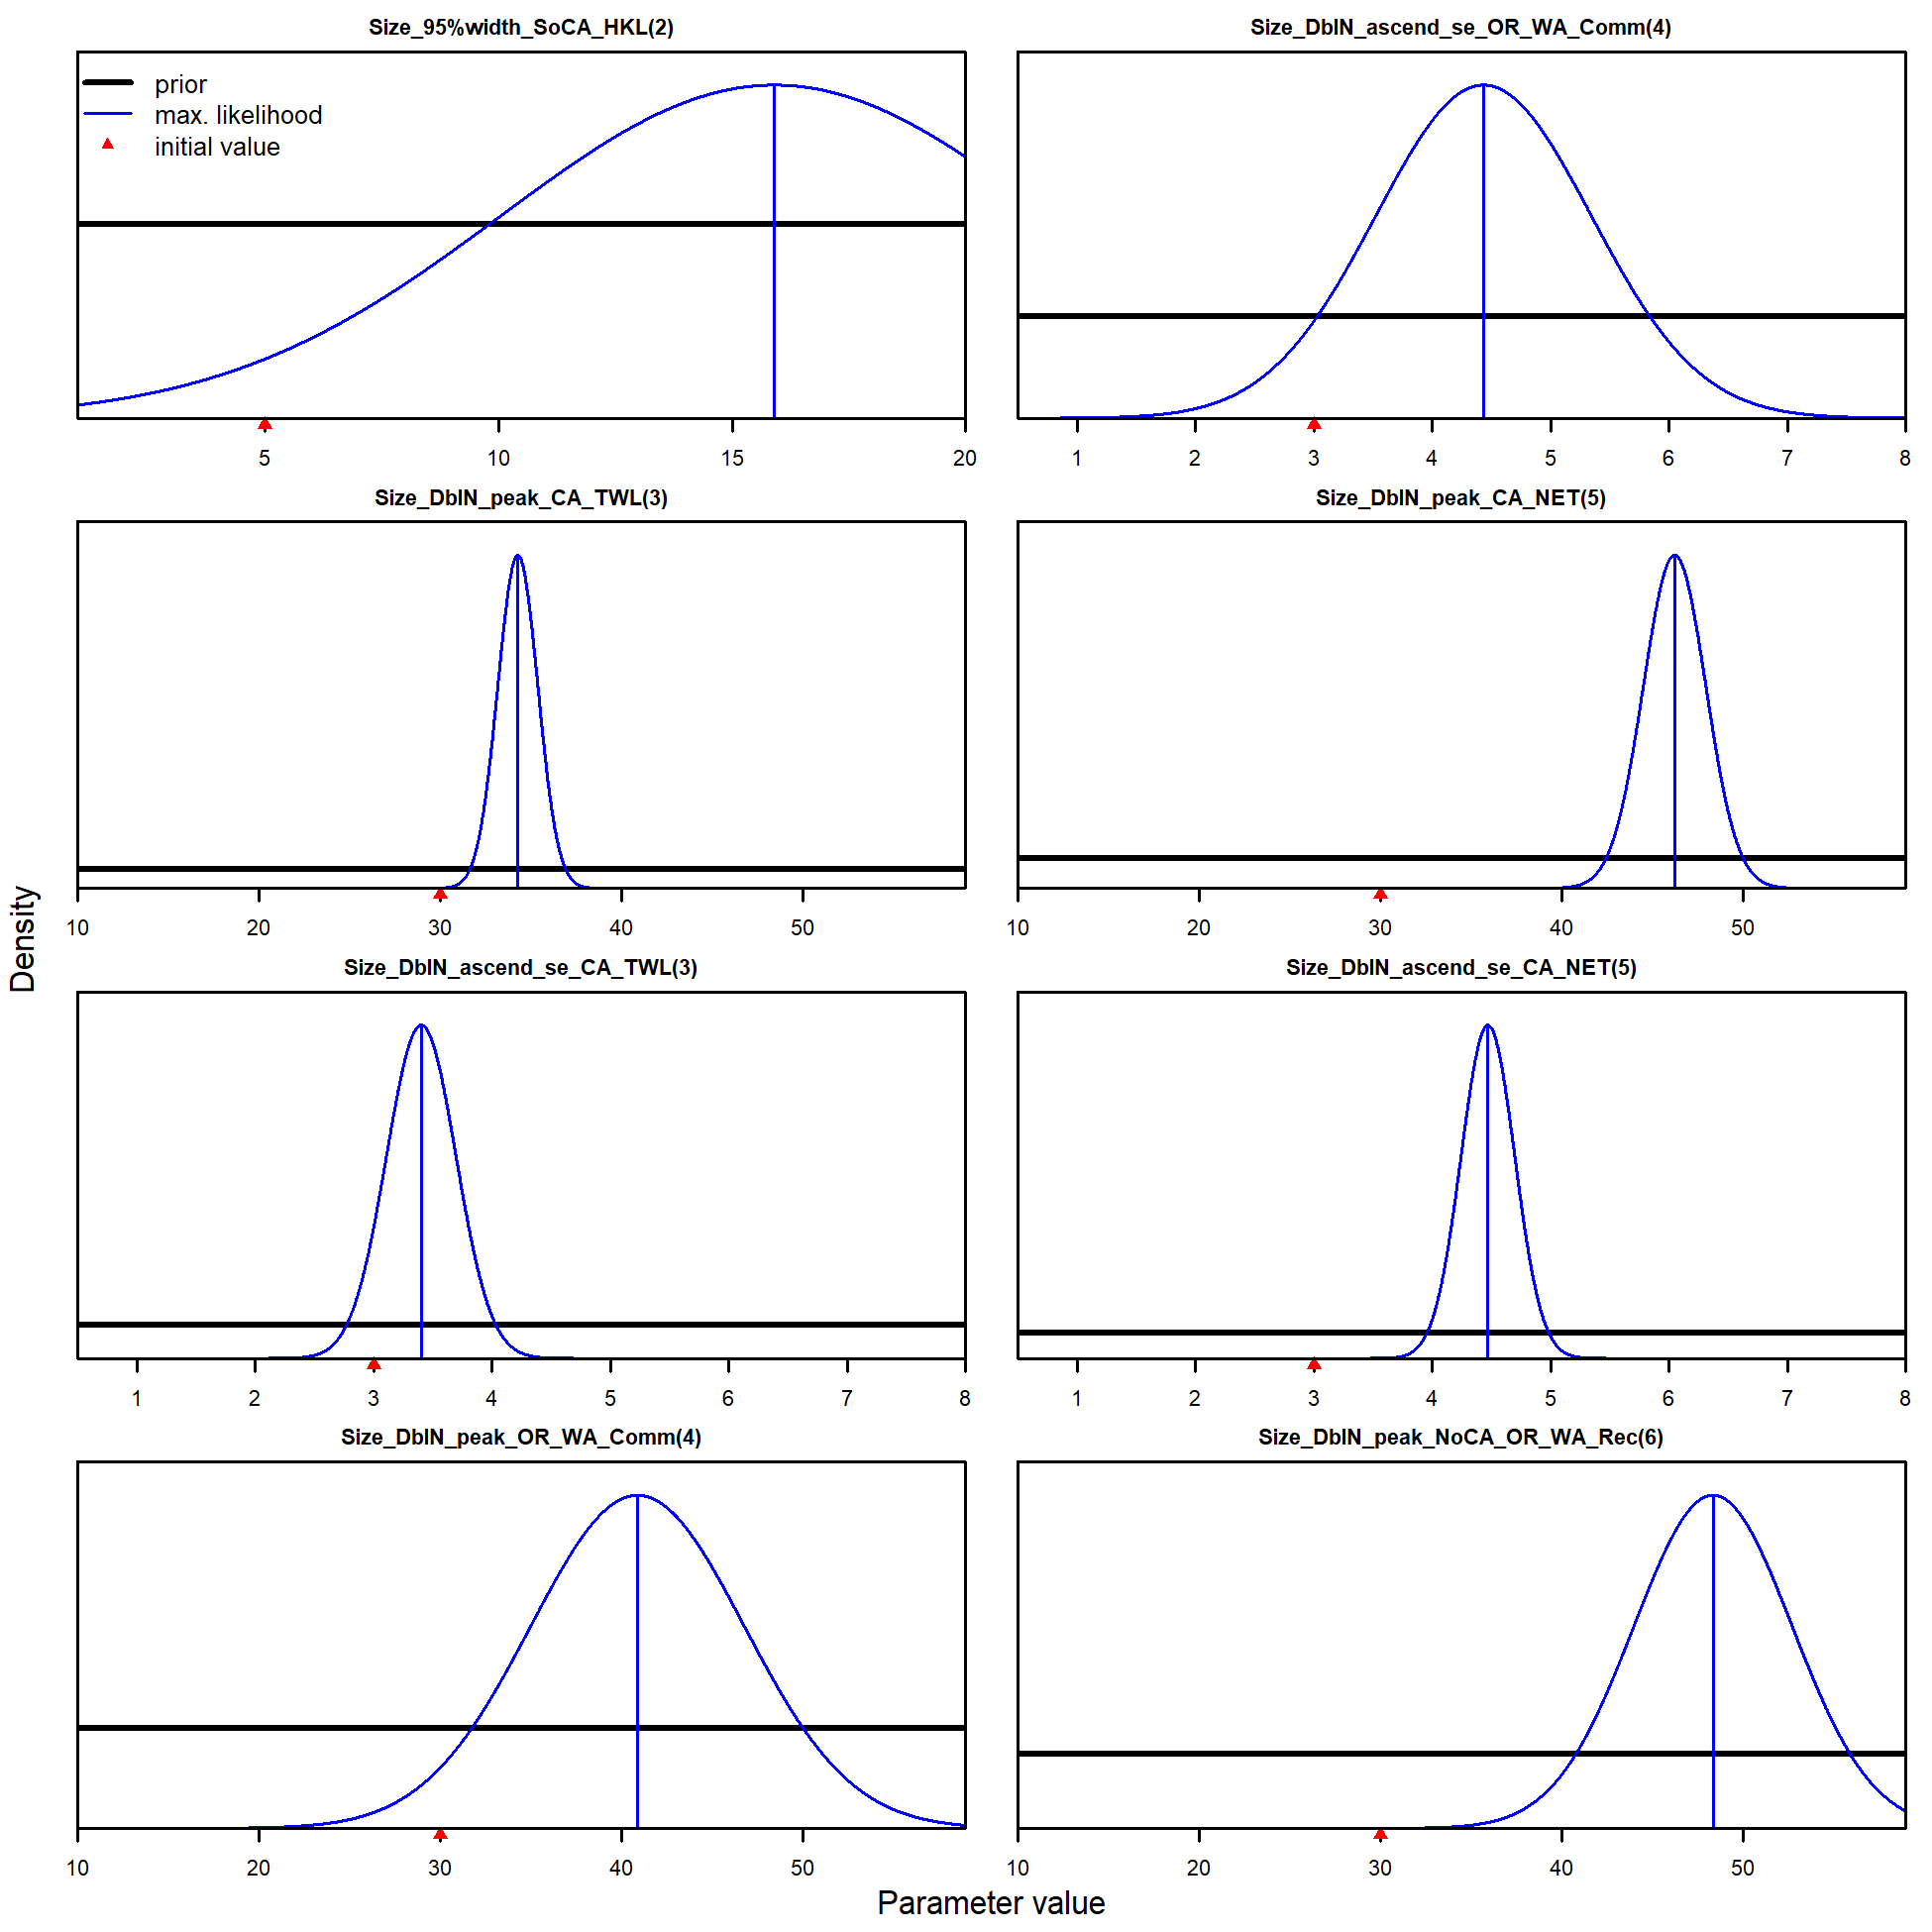 Size_95%width_SoCA_HKL(2)
prior
max. likelihood
initial value
5 10 15 20
Size_DblN_ascend_se_OR_WA_Comm(4)
1 2 3 4 5 6 7 8
Size_DblN_peak_CA_TWL(3)
10 20 30 40 50
Size_DblN_peak_CA_NET(5)
10 20 30 40 50
Size_DblN_ascend_se_CA_TWL(3)
1 2 3 4 5 6 7 8
Size_DblN_ascend_se_CA_NET(5)
1 2 3 4 5 6 7 8
Size_DblN_peak_OR_WA_Comm(4)
10 20 30 40 50
Size_DblN_peak_NoCA_OR_WA_Rec(6)
10 20 30 40 50
Density
Parameter value